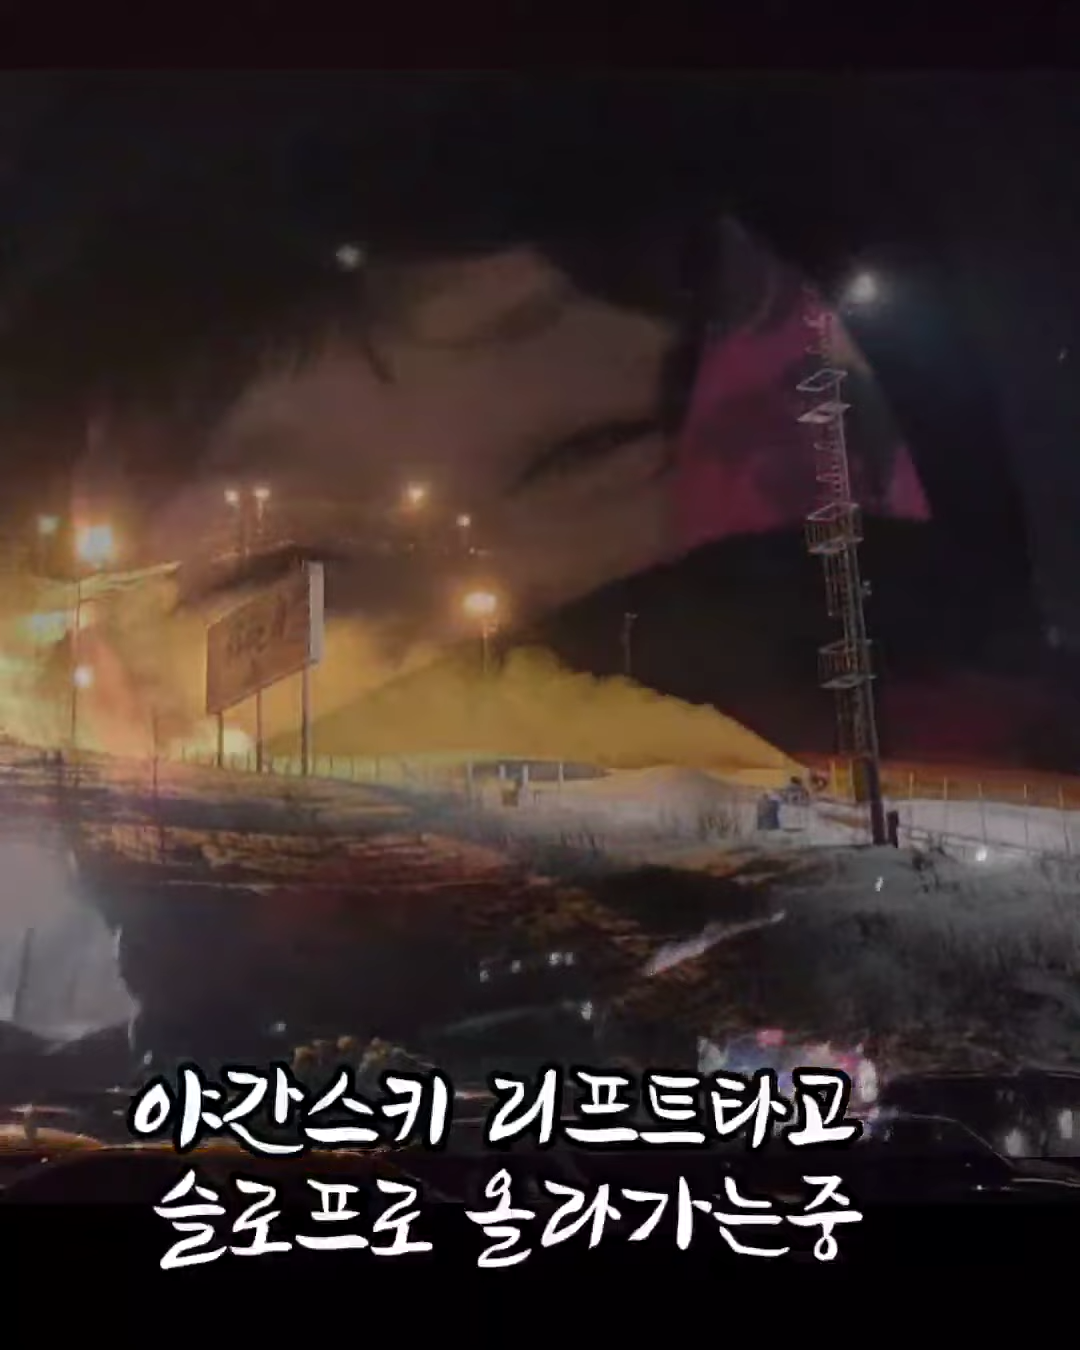 야간스키 리프트타고
슬로프로 올라가는중